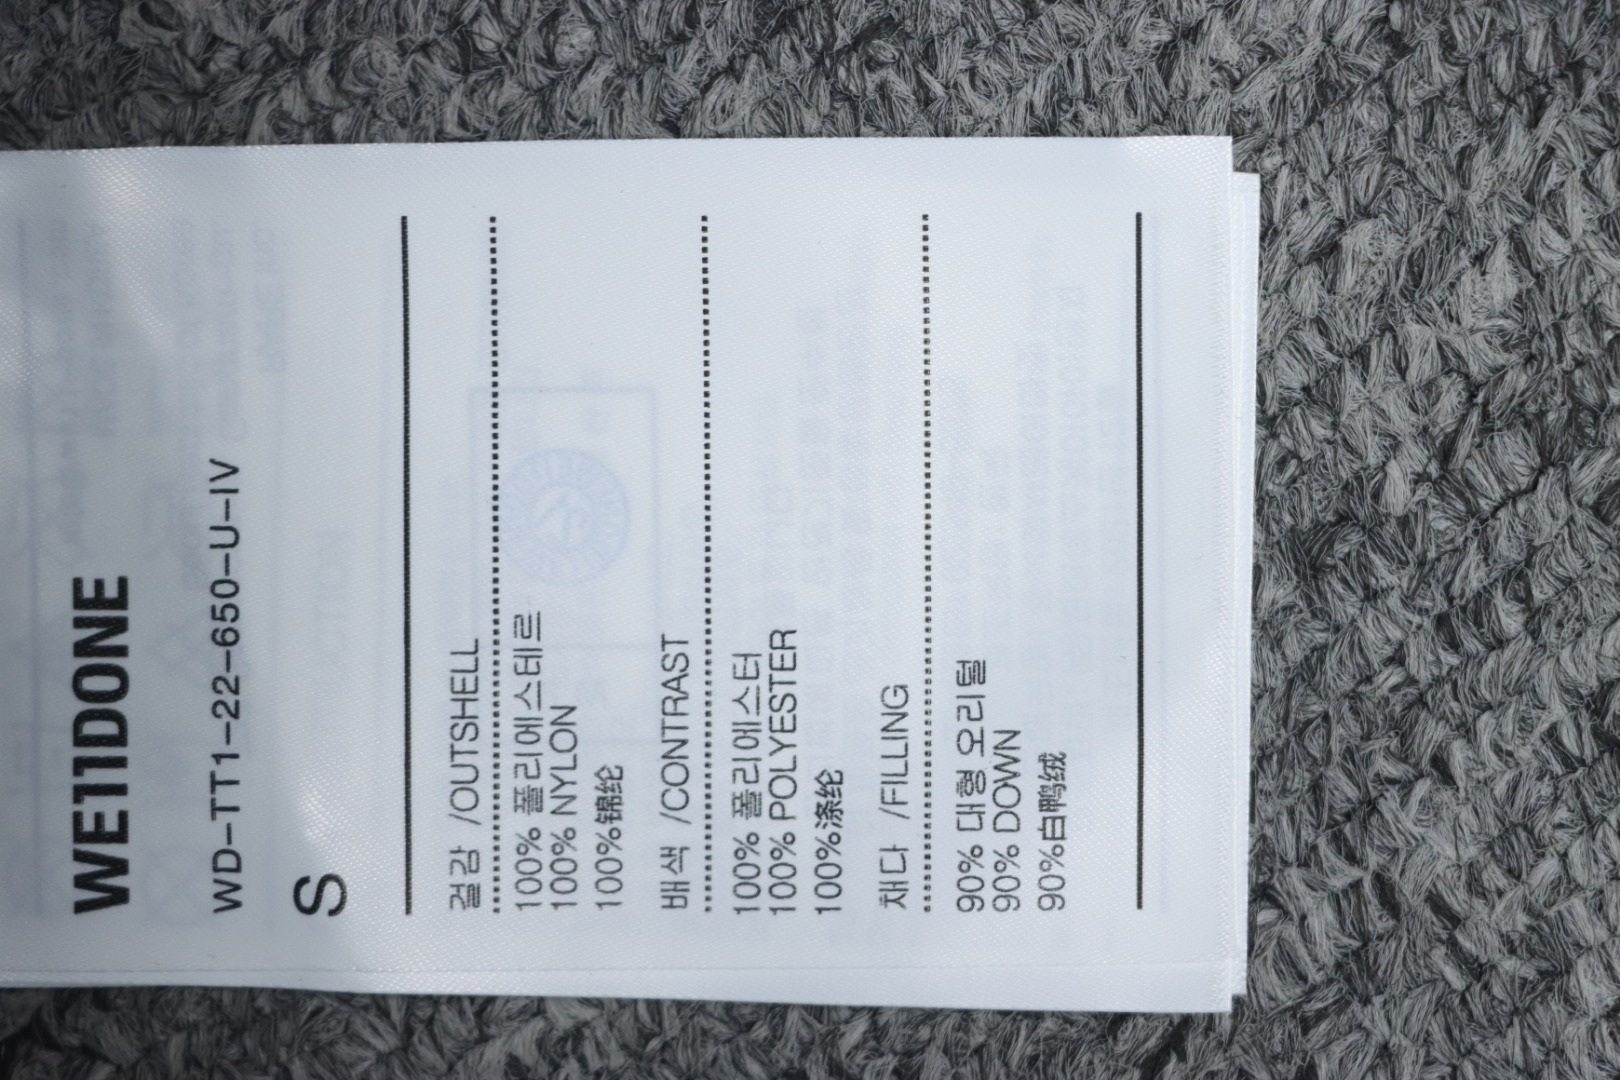 WE11DONE
WD-TT1-22-650-U-IV
S
겉감 /OUTSHELL
100% 폴리에스테르
100% NYLON
100%锦纶
배색 /CONTRAST
100% 폴리에스터
100% POLYESTER
100%涤纶
채다 /FILLING
90% 대형 오리털
90% DOWN
90%白鸭绒